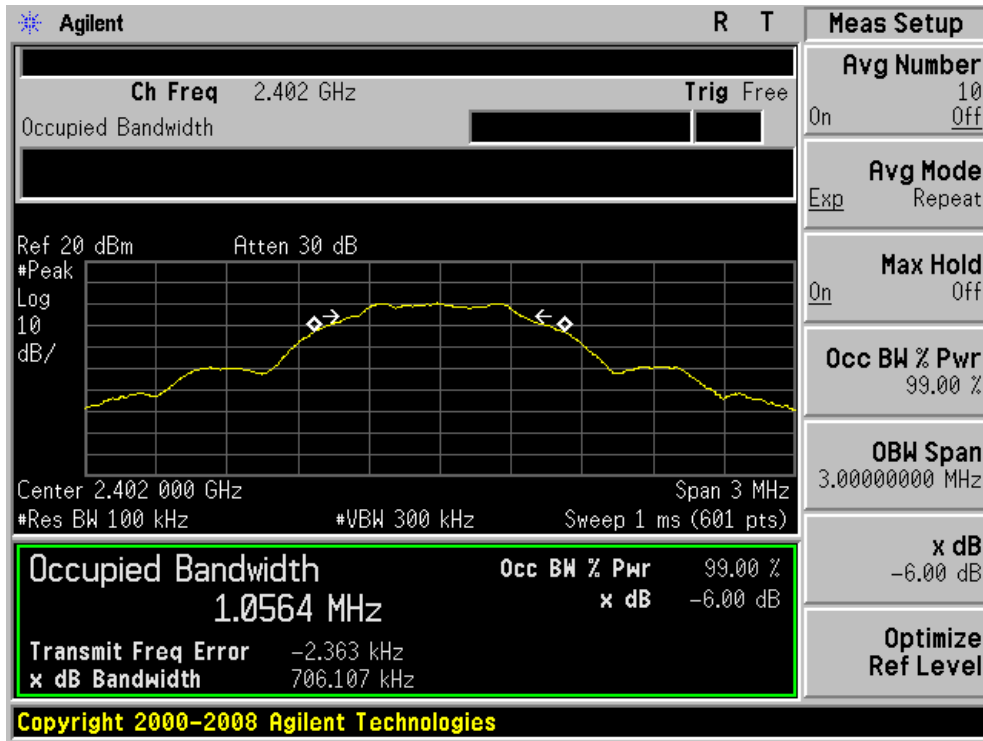 Agilent R T
Ch Freq 2.402 GHz Trig Free
Occupied Bandwidth
Ref 20 dBm Atten 30 dB
#Peak
Log
10
dB/
Center 2.402 000 GHz Span 3 MHz
#Res BW 100 kHz #VBW 300 kHz Sweep 1 ms (601 pts)
Occupied Bandwidth Occ BW % Pwr 99.00 %
1.0564 MHz x dB -6.00 dB
Transmit Freq Error -2.363 kHz
x dB Bandwidth 706.107 kHz
Copyright 2000-2008 Agilent Technologies
Meas Setup
Avg Number
10
On Off
Avg Mode
Exp Repeat
Max Hold
On Off
Occ BW % Pwr
99.00 %
OBW Span
3.00000000 MHz
x dB
-6.00 dB
Optimize
Ref Level